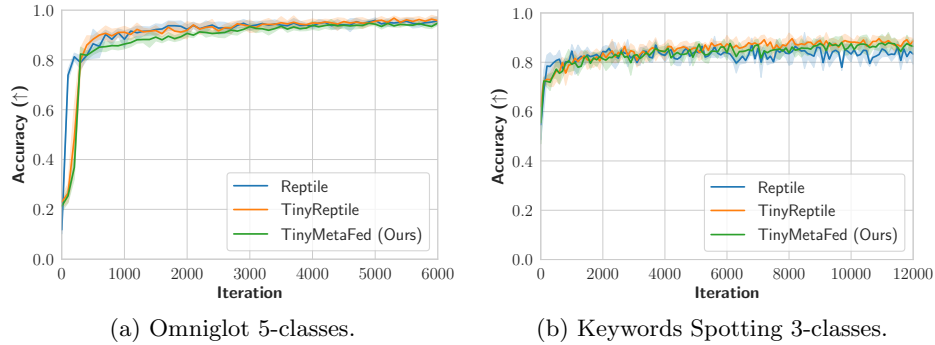 1.0
0.8
0.6
0.4
0.2
0.0
Accuracy (↑)
0 1000 2000 3000 4000 5000 6000
Iteration
Reptile
TinyReptile
TinyMetaFed (Ours)
(a) Omniglot 5-classes.
1.0
0.8
0.6
0.4
0.2
0.0
Accuracy (↑)
0 2000 4000 6000 8000 10000 12000
Iteration
Reptile
TinyReptile
TinyMetaFed (Ours)
(b) Keywords Spotting 3-classes.